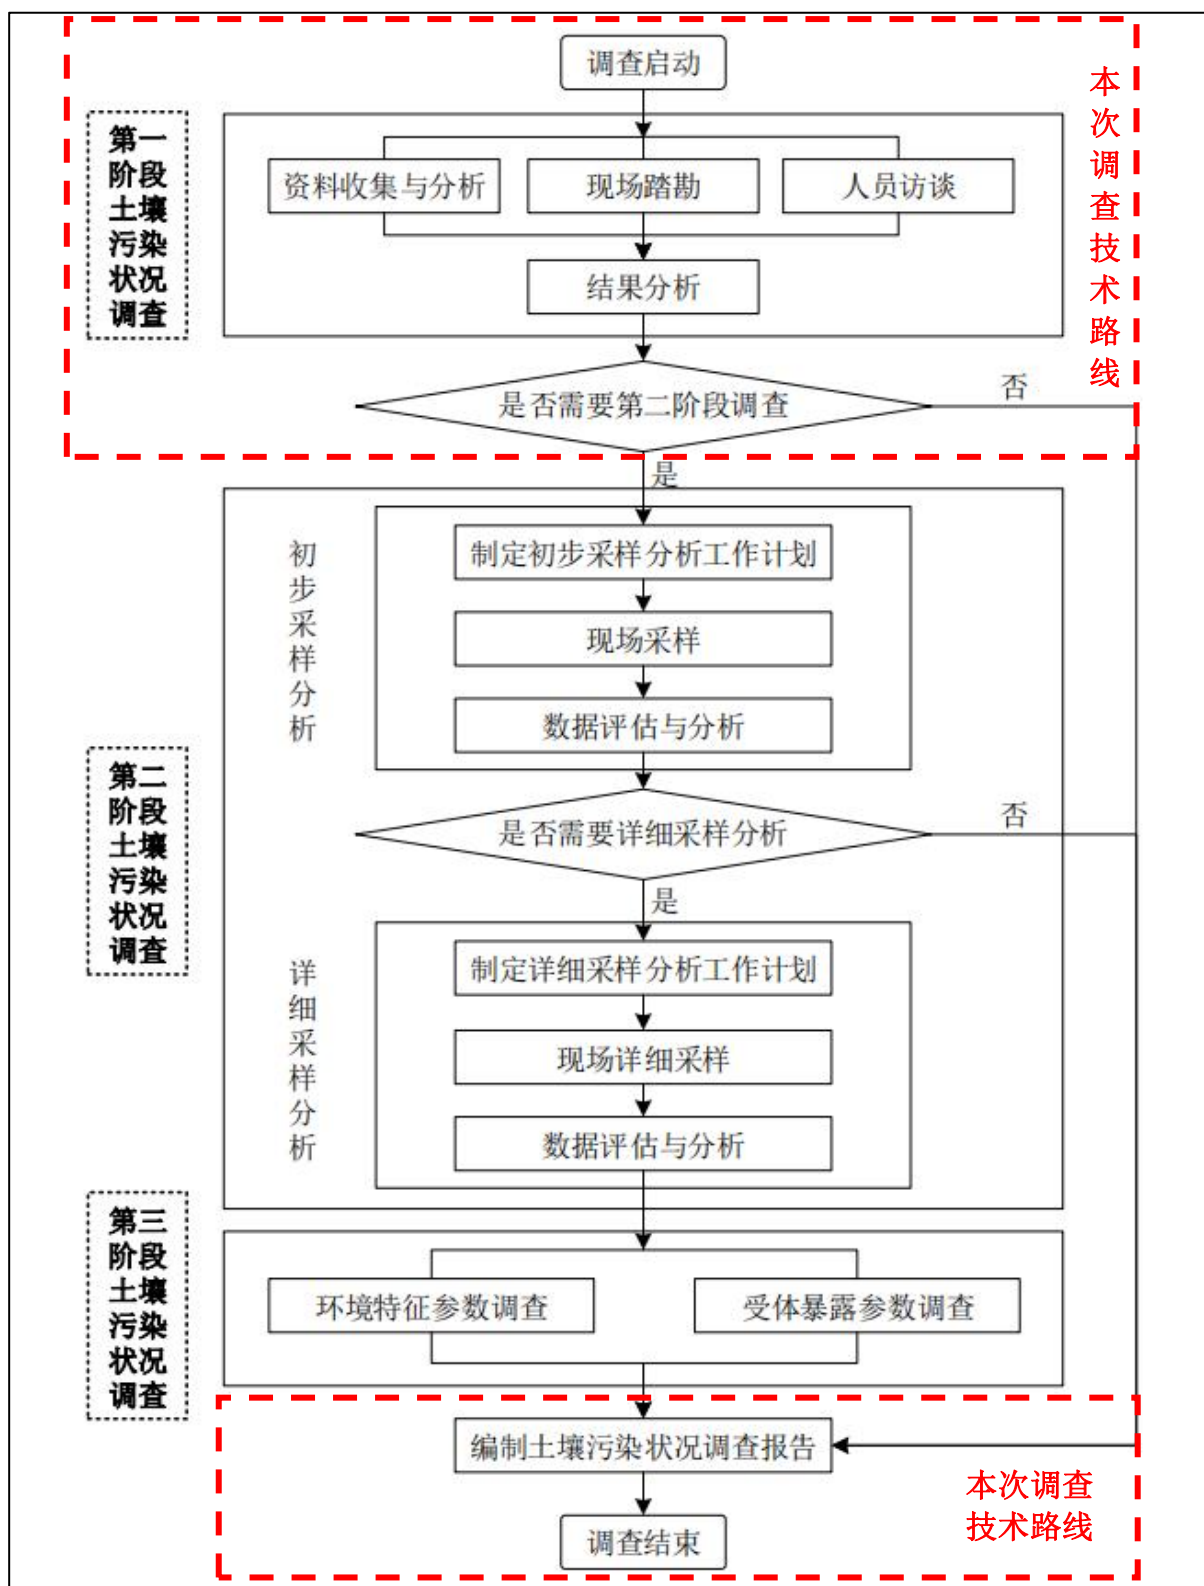 调查启动
本次调查技术路线
第一
阶段
土壤
污染
状况
调查
资料收集与分析
现场踏勘
人员访谈
结果分析
是否需要第二阶段调查
否
是
初步采样分析
制定初步采样分析工作计划
现场采样
数据评估与分析
第二
阶段
土壤
污染
状况
调查
是否需要详细采样分析
否
是
详细采样分析
制定详细采样分析工作计划
现场详细采样
数据评估与分析
第三
阶段
土壤
污染
状况
调查
环境特征参数调查
受体暴露参数调查
编制土壤污染状况调查报告
本次调查
技术路线
调查结束